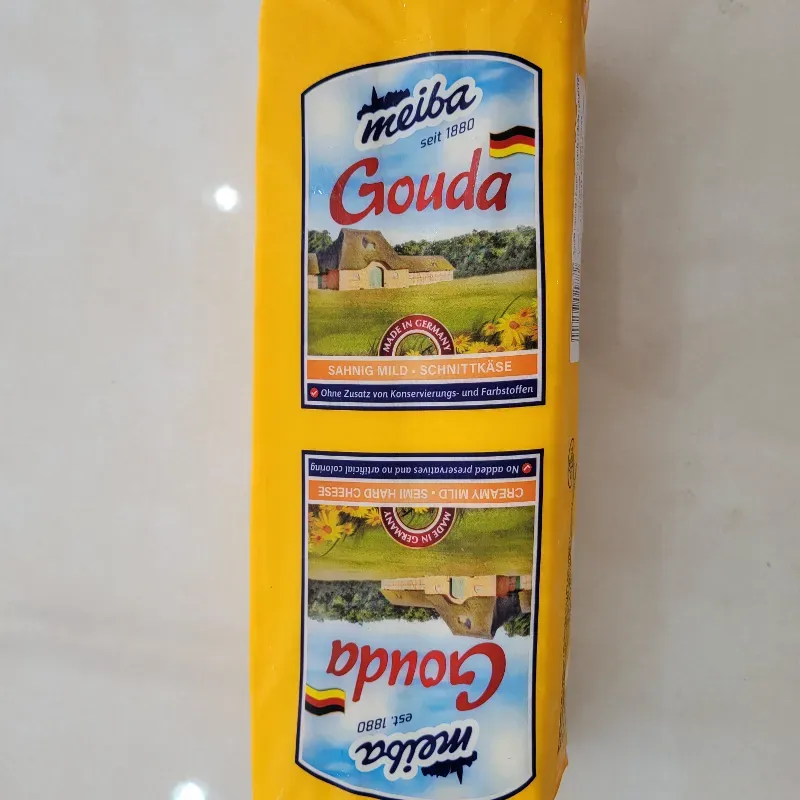 meiba
seit 1880
Gouda
MADE IN GERMANY
SAHNIG MILD • SCHNITTKÄSE
Ohne Zusatz von Konservierungs- und Farbstoffen
meiba
est. 1880
Gouda
MADE IN GERMANY
CREAMY MILD • SEMI HARD CHEESE
No added preservatives and no artificial coloring